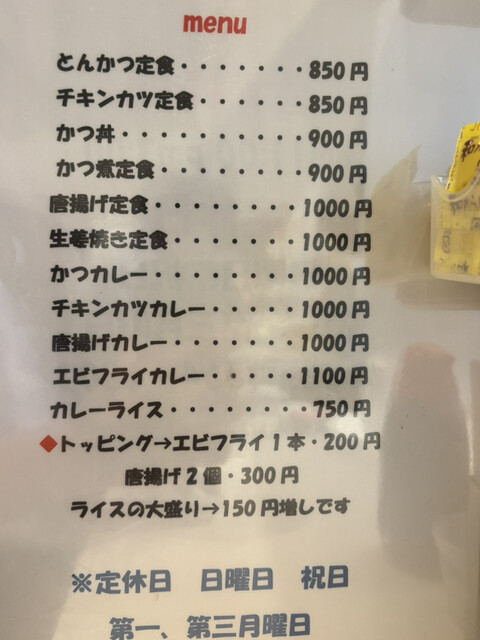 menu
とんかつ定食・・・・・・・850円
チキンカツ定食・・・・・・850円
かつ丼・・・・・・・・・・900円
かつ煮定食・・・・・・・・900円
唐揚げ定食・・・・・・・・1000円
生姜焼き定食・・・・・・・1000円
かつカレー・・・・・・・・1000円
チキンカツカレー・・・・・1000円
唐揚げカレー・・・・・・・1000円
エビフライカレー・・・・・1100円
カレーライス・・・・・・・・750円
◆トッピング→エビフライ1本・200円
唐揚げ2個・300円
ライスの大盛り→150円増しです
※定休日 日曜日 祝日
第一、第三月曜日